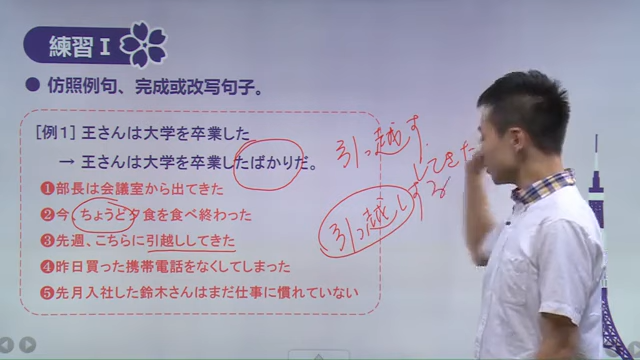 練習Ⅰ
● 仿照例句、完成或改写句子。
[例１] 王さんは大学を卒業した
→ 王さんは大学を卒業したばかりだ。
❶部長は会議室から出てきた
❷今、ちょうど夕食を食べ終わった
❸先週、こちらに引越ししてきた
❹昨日買った携帯電話をなくしてしまった
❺先月入社した鈴木さんはまだ仕事に慣れていない
引っ越す
引っ越しする
してきた